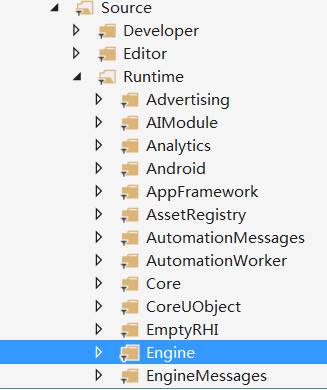 Source
Developer
Editor
Runtime
Advertising
AIModule
Analytics
Android
AppFramework
AssetRegistry
AutomationMessages
AutomationWorker
Core
CoreUObject
EmptyRHI
Engine
EngineMessages